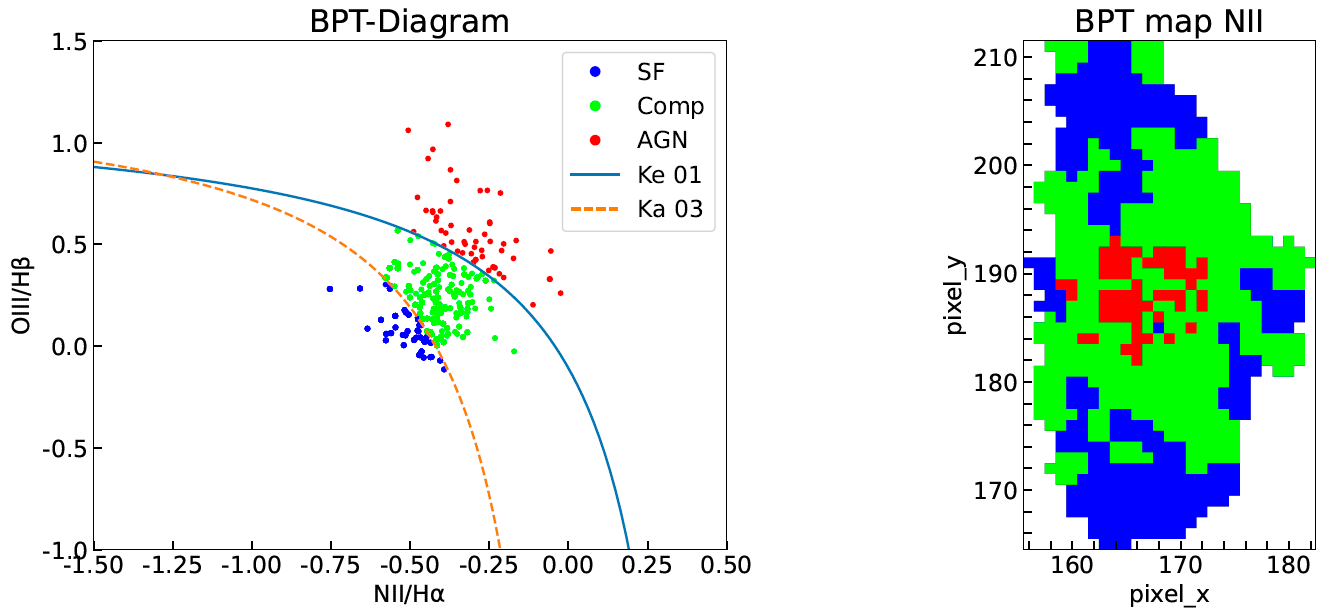 BPT-Diagram
1.5
1.0
0.5
0.0
-0.5
-1.0
OIII/Hβ
-1.50 -1.25 -1.00 -0.75 -0.50 -0.25 0.00 0.25 0.50
NII/Hα
SF
Comp
AGN
Ke 01
Ka 03
BPT map NII
210
200
190
180
170
pixel_y
160 170 180
pixel_x